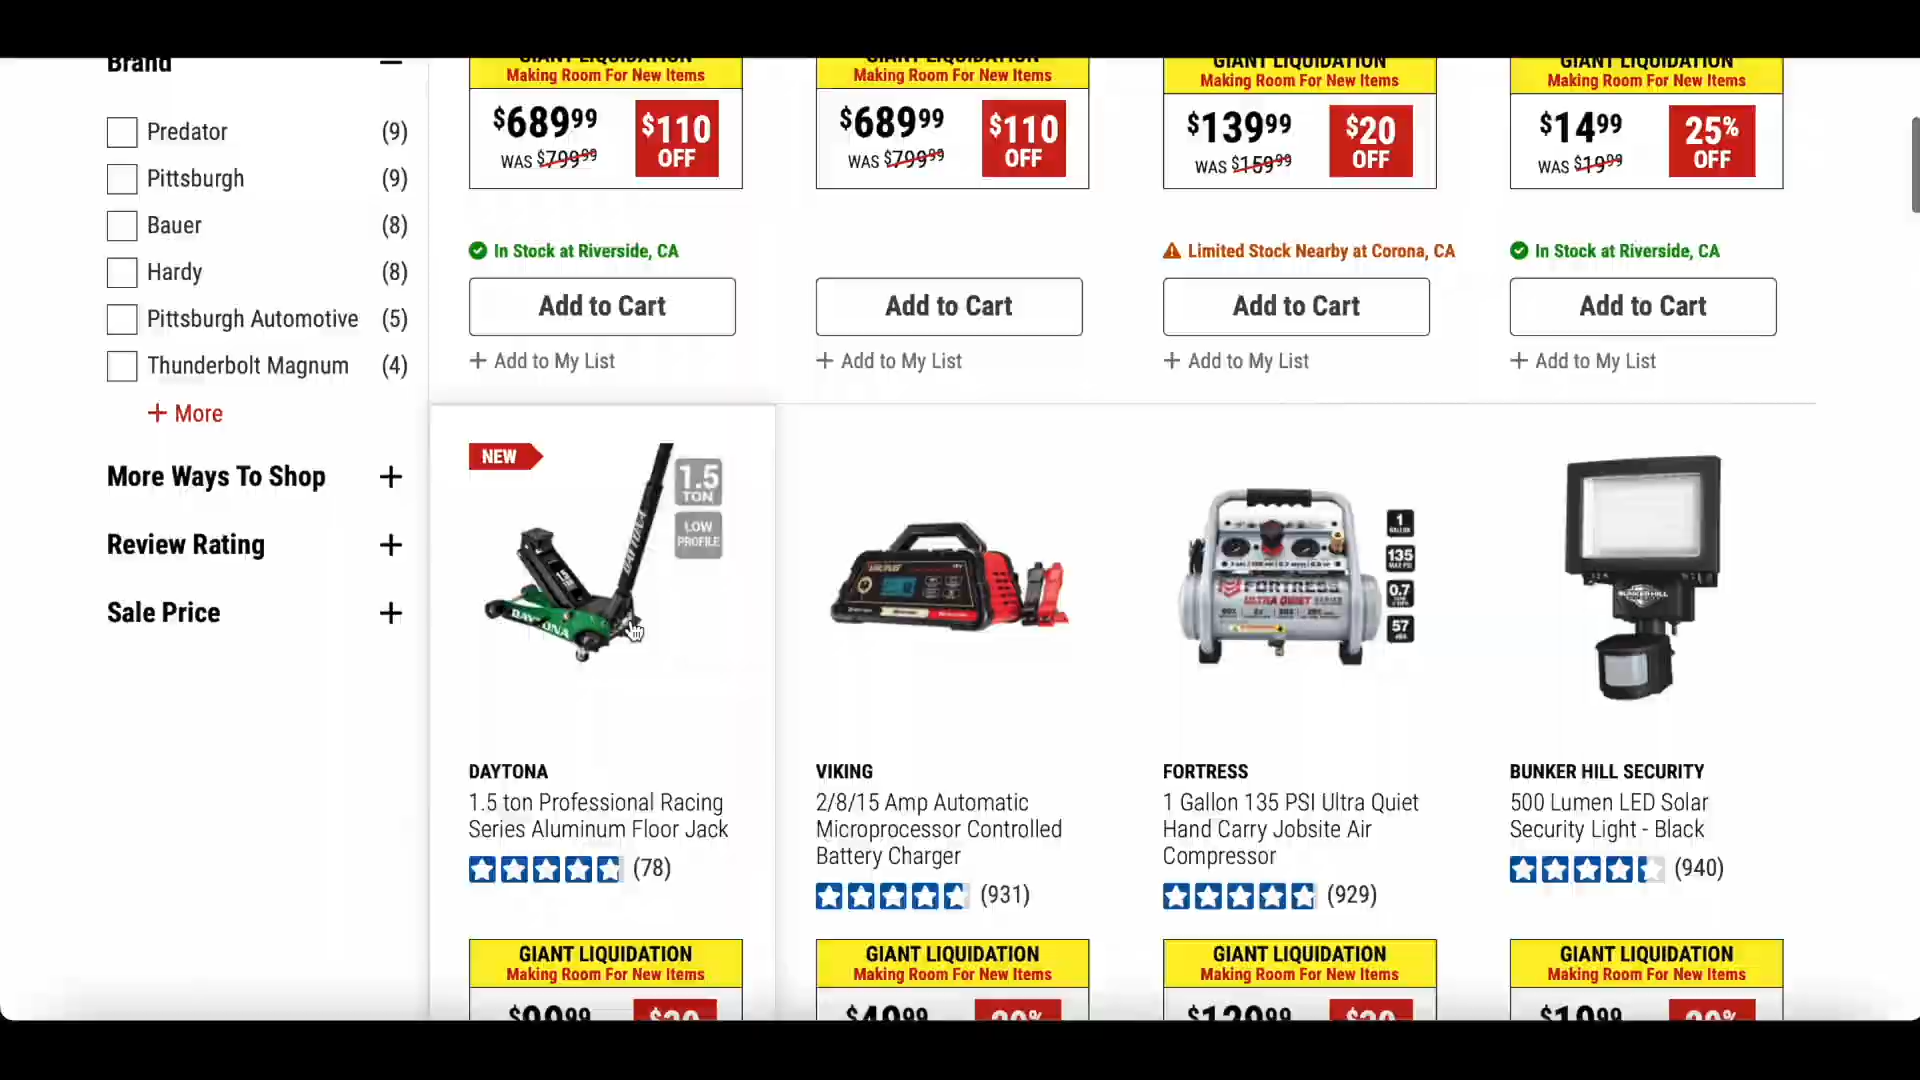 Brand
Predator (9)
Pittsburgh (9)
Bauer (8)
Hardy (8)
Pittsburgh Automotive (5)
Thunderbolt Magnum (4)
+ More
More Ways To Shop +
Review Rating +
Sale Price +
GIANT LIQUIDATION
Making Room For New Items
$689.99
WAS $799.99
$110
OFF
In Stock at Riverside, CA
Add to Cart
+ Add to My List
GIANT LIQUIDATION
Making Room For New Items
$689.99
WAS $799.99
$110
OFF
Add to Cart
+ Add to My List
GIANT LIQUIDATION
Making Room For New Items
$139.99
WAS $159.99
$20
OFF
Limited Stock Nearby at Corona, CA
Add to Cart
+ Add to My List
GIANT LIQUIDATION
Making Room For New Items
$14.99
WAS $19.99
25%
OFF
In Stock at Riverside, CA
Add to Cart
+ Add to My List
NEW
1.5
TON
LOW
PROFILE
DAYTONA
DAYTONA
DAYTONA
1.5 ton Professional Racing
Series Aluminum Floor Jack
(78)
GIANT LIQUIDATION
Making Room For New Items
VIKING
VIKING
2/8/15 Amp Automatic
Microprocessor Controlled
Battery Charger
(931)
GIANT LIQUIDATION
Making Room For New Items
FORTRESS
ULTRA QUIET SERIES
1
GALLON
135
MAX PSI
0.7
57
FORTRESS
1 Gallon 135 PSI Ultra Quiet
Hand Carry Jobsite Air
Compressor
(929)
GIANT LIQUIDATION
Making Room For New Items
BUNKER HILL
BUNKER HILL SECURITY
500 Lumen LED Solar
Security Light - Black
(940)
GIANT LIQUIDATION
Making Room For New Items